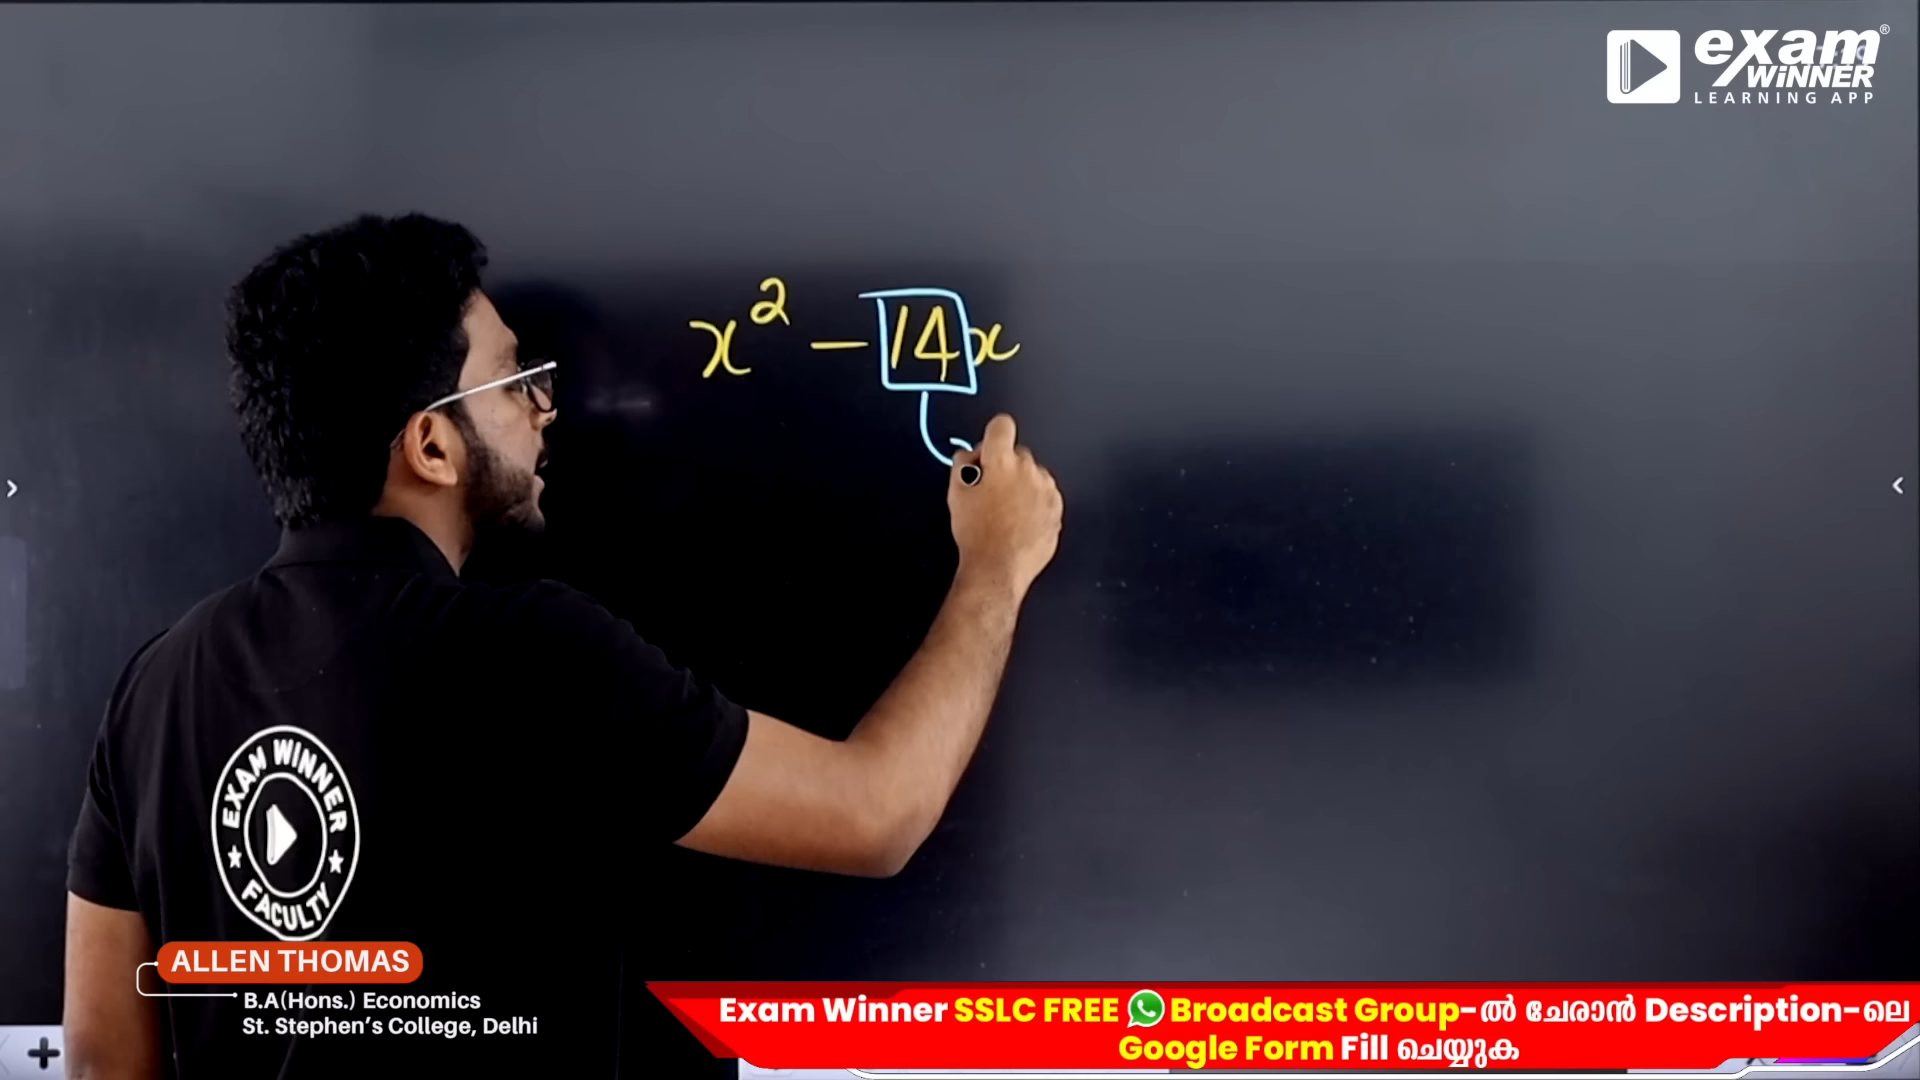 exam
WiNNER
LEARNING APP
x² – 14x
EXAM WINNER
FACULTY
ALLEN THOMAS
B.A(Hons.) Economics
St. Stephen's College, Delhi
Exam Winner SSLC FREE Broadcast Group-ൽ ചേരാൻ Description-ലെ
Google Form Fill ചെയ്യുക